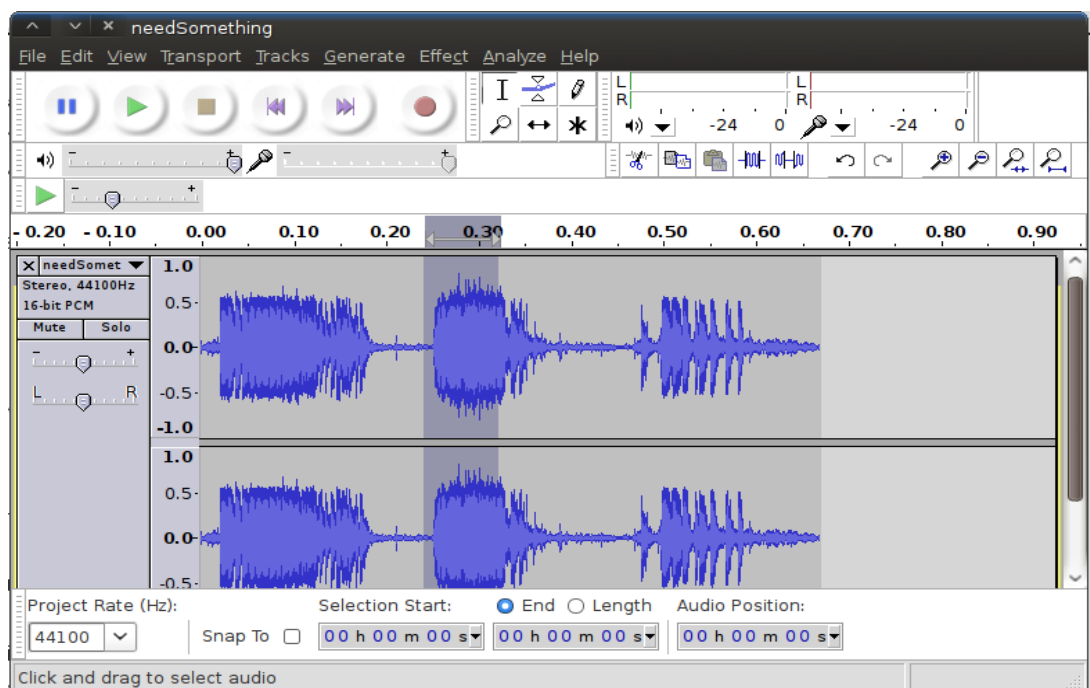 needSomething
File Edit View Transport Tracks Generate Effect Analyze Help
L L
R R
-24 0 -24 0
- + - +
- +
- 0.20 - 0.10 0.00 0.10 0.20 0.30 0.40 0.50 0.60 0.70 0.80 0.90
needSomet 1.0
Stereo, 44100Hz
16-bit PCM 0.5-
Mute Solo
- + 0.0-
L R -0.5-
-1.0
1.0
0.5-
0.0-
-0.5-
Project Rate (Hz): Selection Start: End Length Audio Position:
44100 Snap To 00 h 00 m 00 s 00 h 00 m 00 s 00 h 00 m 00 s
Click and drag to select audio